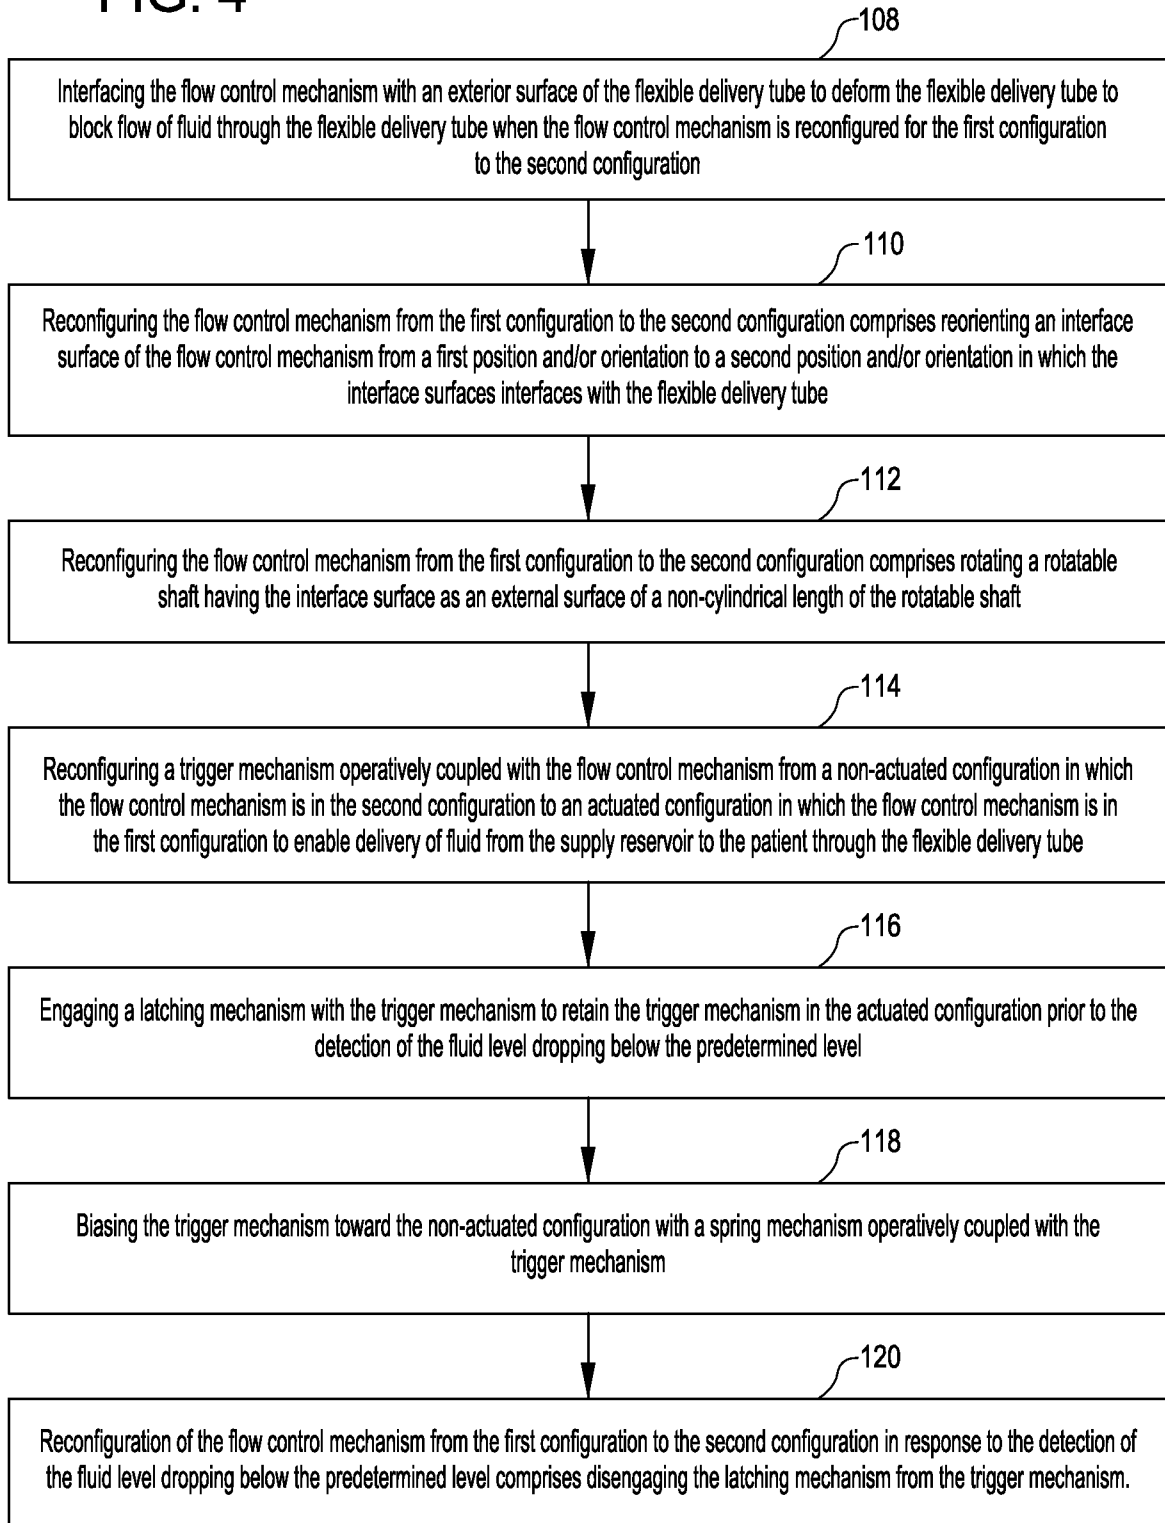 FIG. 4
108
Interfacing the flow control mechanism with an exterior surface of the flexible delivery tube to deform the flexible delivery tube to
block flow of fluid through the flexible delivery tube when the flow control mechanism is reconfigured for the first configuration
to the second configuration
110
Reconfiguring the flow control mechanism from the first configuration to the second configuration comprises reorienting an interface
surface of the flow control mechanism from a first position and/or orientation to a second position and/or orientation in which the
interface surfaces interfaces with the flexible delivery tube
112
Reconfiguring the flow control mechanism from the first configuration to the second configuration comprises rotating a rotatable
shaft having the interface surface as an external surface of a non-cylindrical length of the rotatable shaft
114
Reconfiguring a trigger mechanism operatively coupled with the flow control mechanism from a non-actuated configuration in which
the flow control mechanism is in the second configuration to an actuated configuration in which the flow control mechanism is in
the first configuration to enable delivery of fluid from the supply reservoir to the patient through the flexible delivery tube
116
Engaging a latching mechanism with the trigger mechanism to retain the trigger mechanism in the actuated configuration prior to the
detection of the fluid level dropping below the predetermined level
118
Biasing the trigger mechanism toward the non-actuated configuration with a spring mechanism operatively coupled with the
trigger mechanism
120
Reconfiguration of the flow control mechanism from the first configuration to the second configuration in response to the detection of
the fluid level dropping below the predetermined level comprises disengaging the latching mechanism from the trigger mechanism.